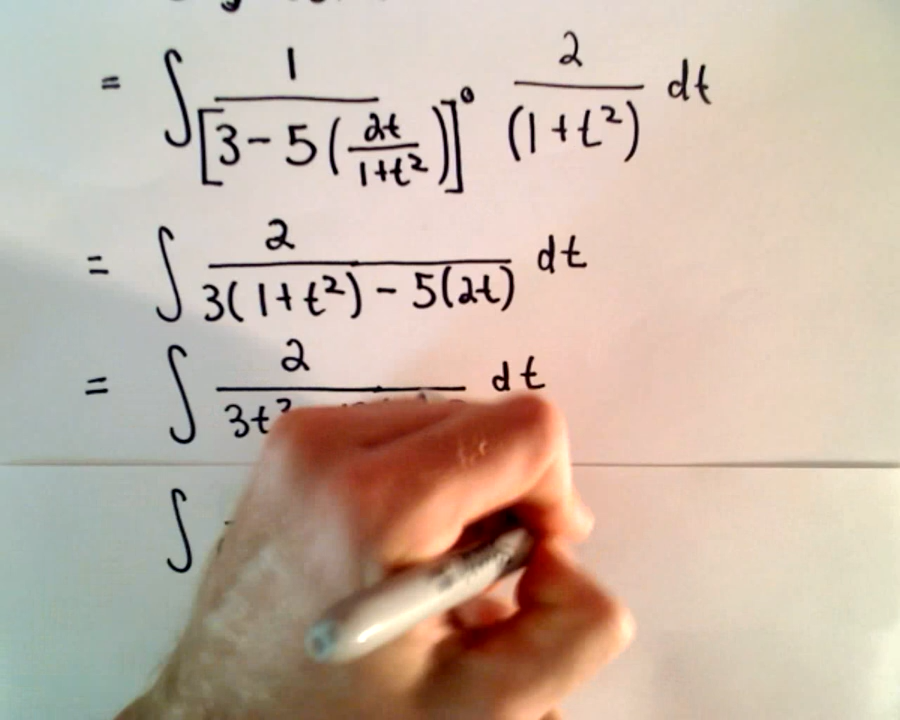 = ∫ 1 / [3 - 5(2t / 1+t²)]° 2 / (1+t²) dt
= ∫ 2 / 3(1+t²) - 5(2t) dt
= ∫ 2 / 3t² dt
∫